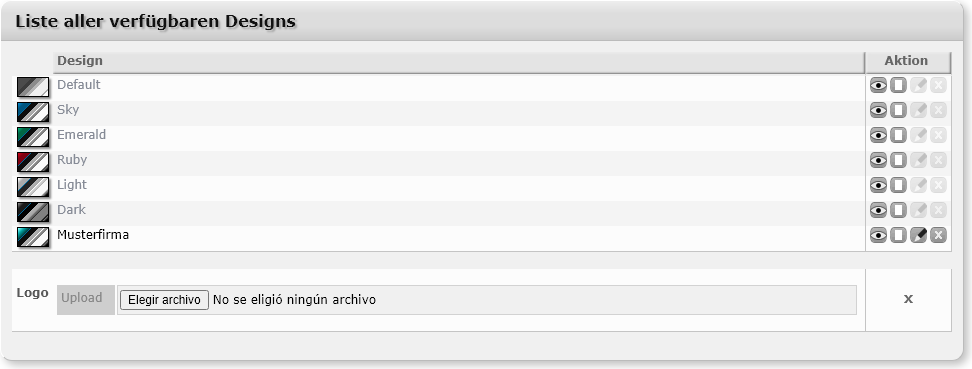 Liste aller verfügbaren Designs
Design Aktion
Default
Sky
Emerald
Ruby
Light
Dark
Musterfirma
Logo Upload Elegir archivo No se eligió ningún archivo x